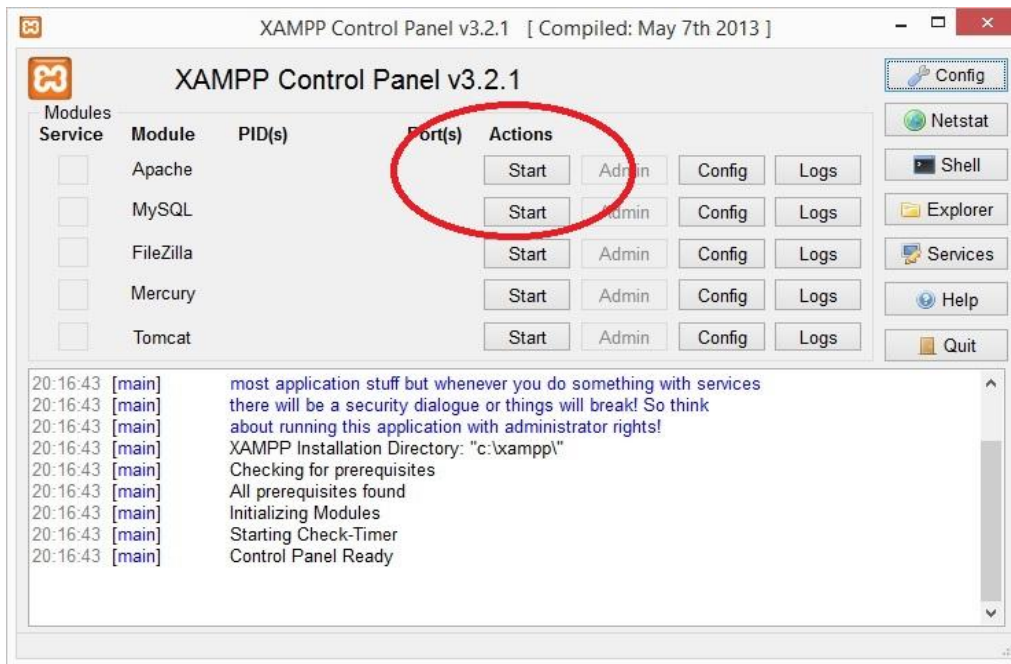 XAMPP Control Panel v3.2.1 [ Compiled: May 7th 2013 ]
XAMPP Control Panel v3.2.1
Config
Modules
Service Module PID(s) Port(s) Actions
Netstat
Apache Start Admin Config Logs
Shell
MySQL Start Admin Config Logs
Explorer
FileZilla Start Admin Config Logs
Services
Mercury Start Admin Config Logs
Help
Tomcat Start Admin Config Logs
Quit
20:16:43 [main] most application stuff but whenever you do something with services
20:16:43 [main] there will be a security dialogue or things will break! So think
20:16:43 [main] about running this application with administrator rights!
20:16:43 [main] XAMPP Installation Directory: "c:\xampp\"
20:16:43 [main] Checking for prerequisites
20:16:43 [main] All prerequisites found
20:16:43 [main] Initializing Modules
20:16:43 [main] Starting Check-Timer
20:16:43 [main] Control Panel Ready